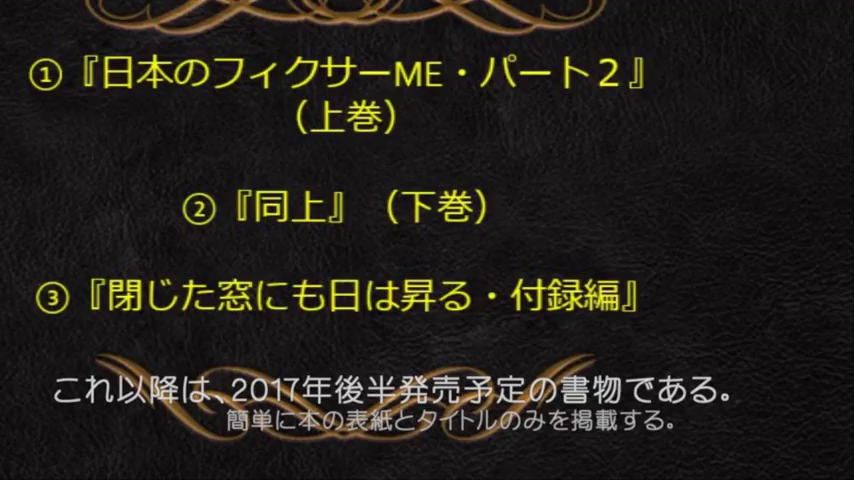 ①『日本のフィクサーME・パート２』
（上巻）
②『同上』（下巻）
③『閉じた窓にも日は昇る・付録編』
これ以降は、2017年後半発売予定の書物である。
簡単に本の表紙とタイトルのみを掲載する。